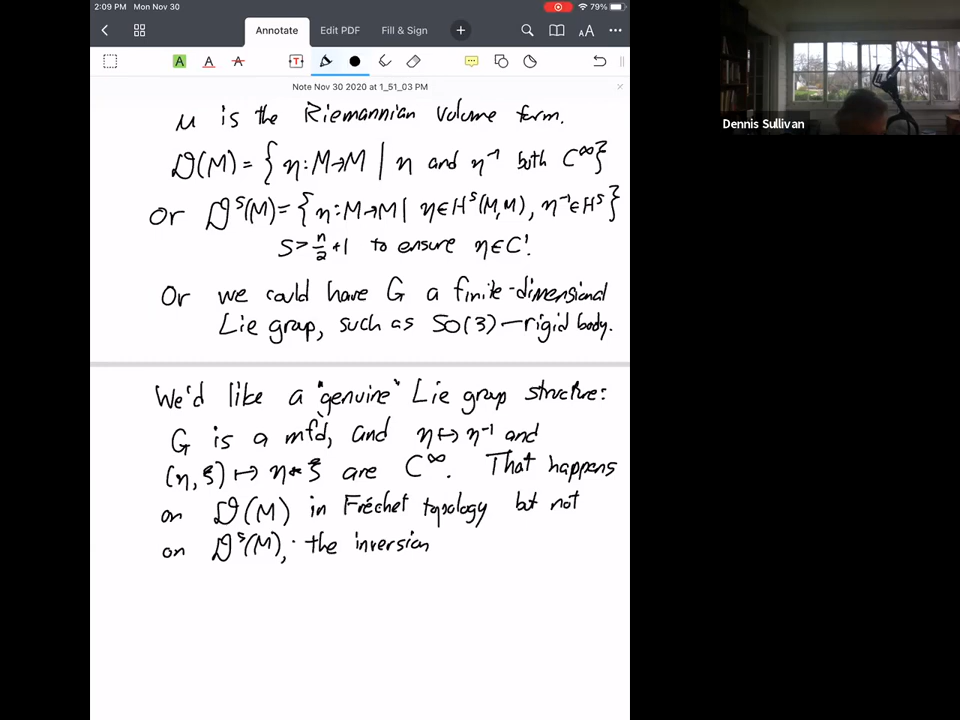 2:09 PM Mon Nov 30
79%
Annotate
Edit PDF
Fill & Sign
Note Nov 30 2020 at 1_51_03 PM
μ is the Riemannian volume form.
D(M) = { η: M→M | η and η⁻¹ both C^∞ }
Or D^s(M) = { η: M→M | η∈H^s(M,M), η⁻¹∈H^s }
s > n/2 + 1 to ensure η∈C¹.
Or we could have G a finite-dimensional
Lie group, such as SO(3) — rigid body.
We'd like a "genuine" Lie group structure:
G is a mfd, and η ↦ η⁻¹ and
(η, ξ) ↦ η * ξ are C^∞. That happens
on D(M) in Fréchet topology but not
on D^s(M), the inversion
Dennis Sullivan